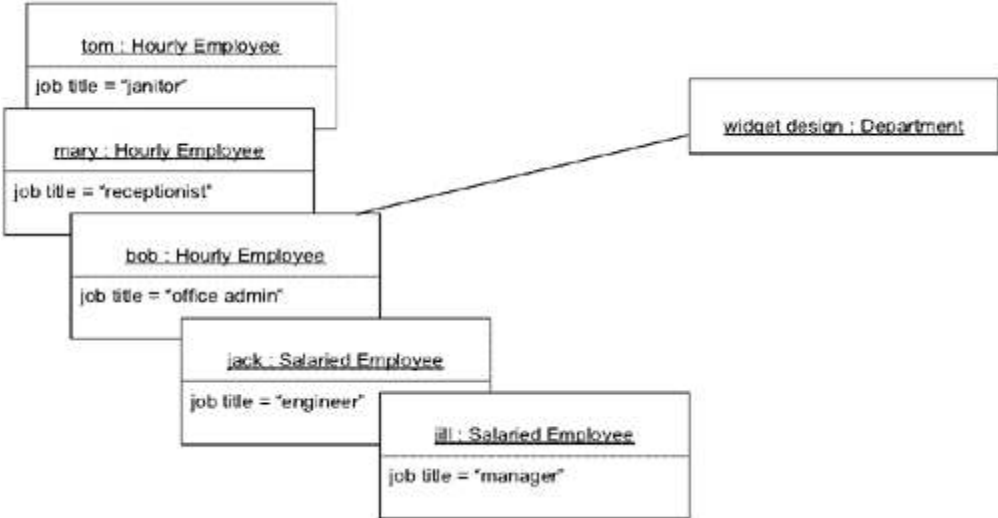 tom : Hourly Employee
job title = "janitor"
mary : Hourly Employee
job title = "receptionist"
bob : Hourly Employee
job title = "office admin"
jack : Salaried Employee
job title = "engineer"
jill : Salaried Employee
job title = "manager"
widget design : Department